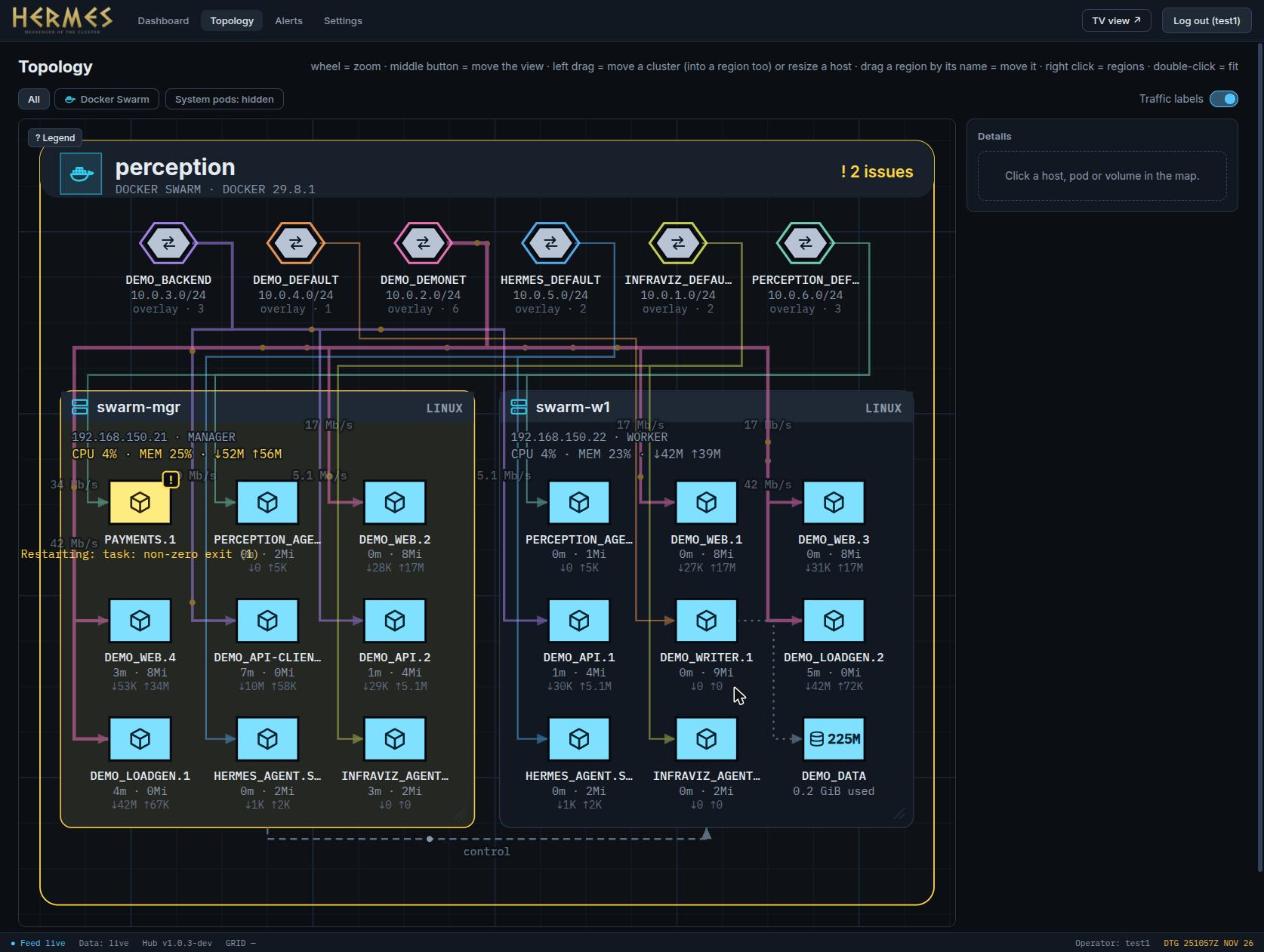 HERMES
MESSENGER OF THE CLUSTER
Dashboard
Topology
Alerts
Settings
TV view ↗
Log out (test1)
Topology
wheel = zoom · middle button = move the view · left drag = move a cluster (into a region too) or resize a host · drag a region by its name = move it · right click = regions · double-click = fit
All
Docker Swarm
System pods: hidden
Traffic labels
? Legend
perception
DOCKER SWARM · DOCKER 29.8.1
! 2 issues
Details
Click a host, pod or volume in the map.
DEMO_BACKEND
10.0.3.0/24
overlay · 3
DEMO_DEFAULT
10.0.4.0/24
overlay · 1
DEMO_DEMONET
10.0.2.0/24
overlay · 6
HERMES_DEFAULT
10.0.5.0/24
overlay · 2
INFRAVIZ_DEFAU…
10.0.1.0/24
overlay · 2
PERCEPTION_DEF…
10.0.6.0/24
overlay · 3
swarm-mgr
LINUX
17 Mb/s
192.168.150.21 · MANAGER
CPU 4% · MEM 25% · ↓52M ↑56M
34 Mb/s
Mb/s
5.1 Mb/s
!
PAYMENTS.1
42 Mb/s
Restarting: task: non-zero exit (1)
PERCEPTION_AGE…
0m · 2Mi
↓0 ↑5K
DEMO_WEB.2
0m · 8Mi
↓28K ↑17M
DEMO_WEB.4
3m · 8Mi
↓53K ↑34M
DEMO_API-CLIEN…
7m · 0Mi
↓10M ↑58K
DEMO_API.2
1m · 4Mi
↓29K ↑5.1M
DEMO_LOADGEN.1
4m · 0Mi
↓42M ↑67K
HERMES_AGENT.S…
0m · 2Mi
↓1K ↑2K
INFRAVIZ_AGENT…
3m · 2Mi
↓0 ↑0
swarm-w1
LINUX
17 Mb/s
17 Mb/s
192.168.150.22 · WORKER
CPU 4% · MEM 23% · ↓42M ↑39M
5.1 Mb/s
42 Mb/s
PERCEPTION_AGE…
0m · 1Mi
↓0 ↑5K
DEMO_WEB.1
0m · 8Mi
↓27K ↑17M
DEMO_WEB.3
0m · 8Mi
↓31K ↑17M
DEMO_API.1
1m · 4Mi
↓30K ↑5.1M
DEMO_WRITER.1
0m · 9Mi
↓0 ↑0
DEMO_LOADGEN.2
5m · 0Mi
↓42M ↑72K
HERMES_AGENT.S…
0m · 2Mi
↓1K ↑2K
INFRAVIZ_AGENT…
0m · 2Mi
↓0 ↑0
225M
DEMO_DATA
0.2 GiB used
control
Feed live
Data: live
Hub v1.0.3-dev
GRID —
Operator: test1
DTG 251057Z NOV 26